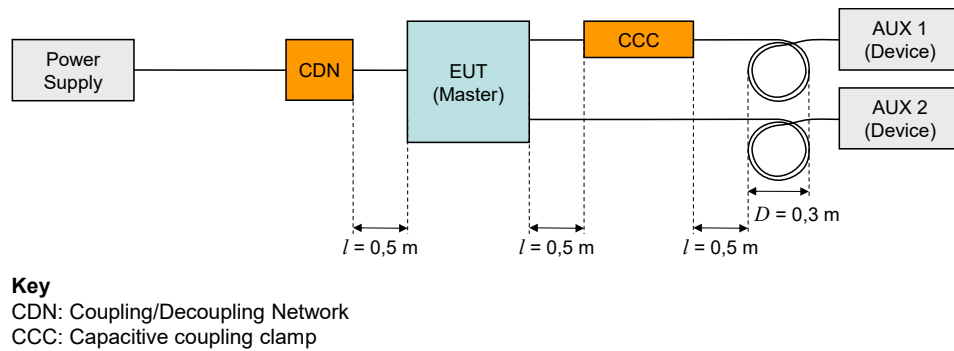 Power
Supply
CDN
EUT
(Master)
CCC
AUX 1
(Device)
AUX 2
(Device)
l = 0,5 m
l = 0,5 m
l = 0,5 m
D = 0,3 m
Key
CDN: Coupling/Decoupling Network
CCC: Capacitive coupling clamp